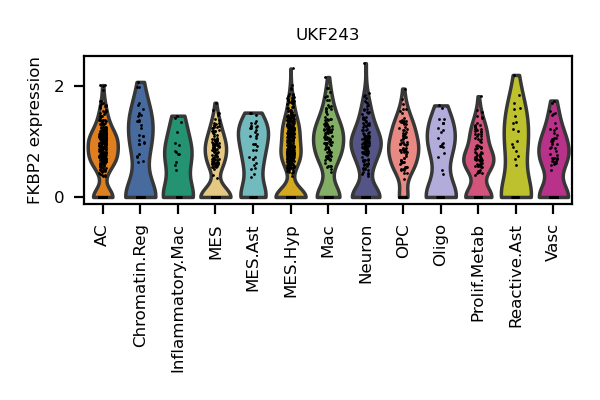 UKF243
FKBP2 expression
2
0
AC
Chromatin.Reg
Inflammatory.Mac
MES
MES.Ast
MES.Hyp
Mac
Neuron
OPC
Oligo
Prolif.Metab
Reactive.Ast
Vasc